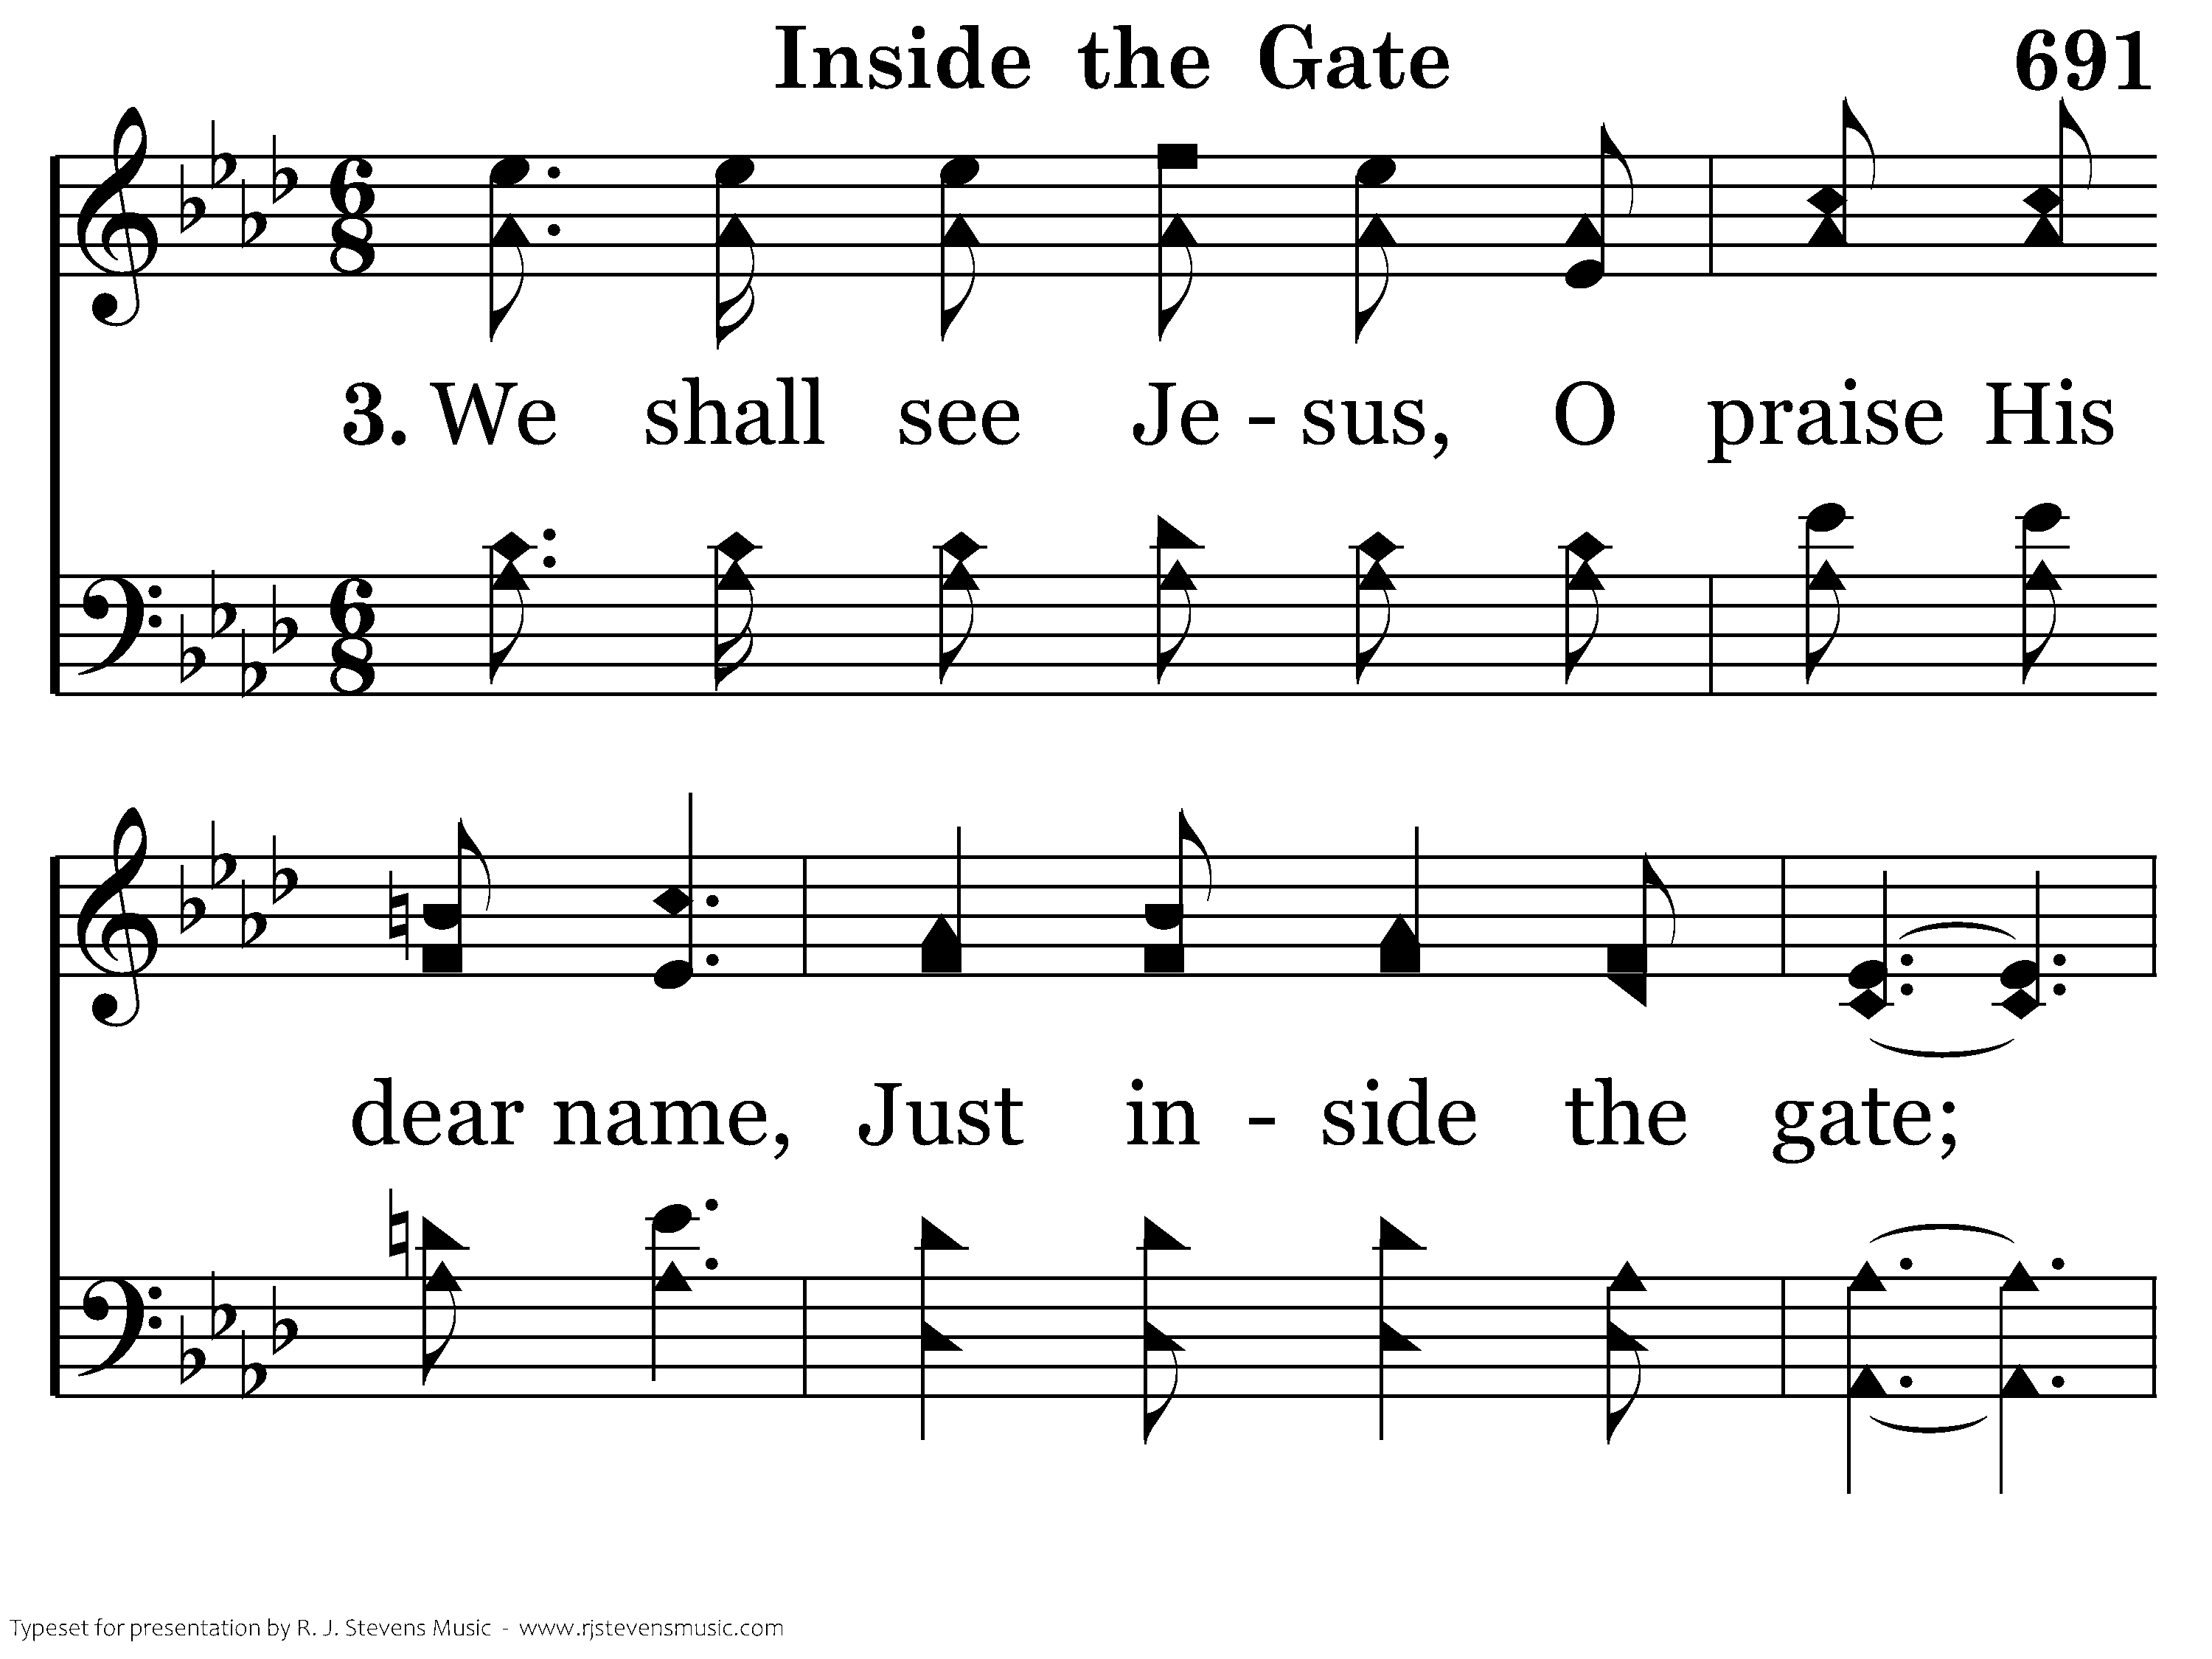 Inside the Gate 691
3. We shall see Je - sus, O praise His
dear name, Just in - side the gate;
Typeset for presentation by R. J. Stevens Music - www.rjstevensmusic.com